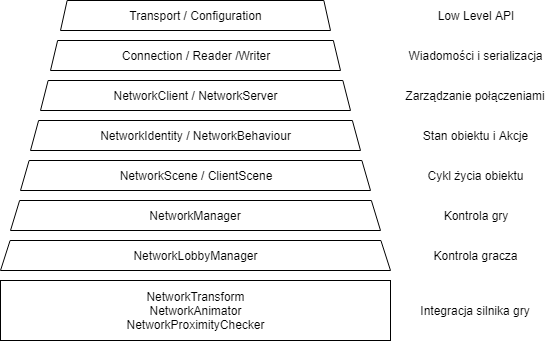 Transport / Configuration Low Level API
Connection / Reader /Writer Wiadomości i serializacja
NetworkClient / NetworkServer Zarządzanie połączeniami
NetworkIdentity / NetworkBehaviour Stan obiektu i Akcje
NetworkScene / ClientScene Cykl życia obiektu
NetworkManager Kontrola gry
NetworkLobbyManager Kontrola gracza
NetworkTransform
NetworkAnimator Integracja silnika gry
NetworkProximityChecker